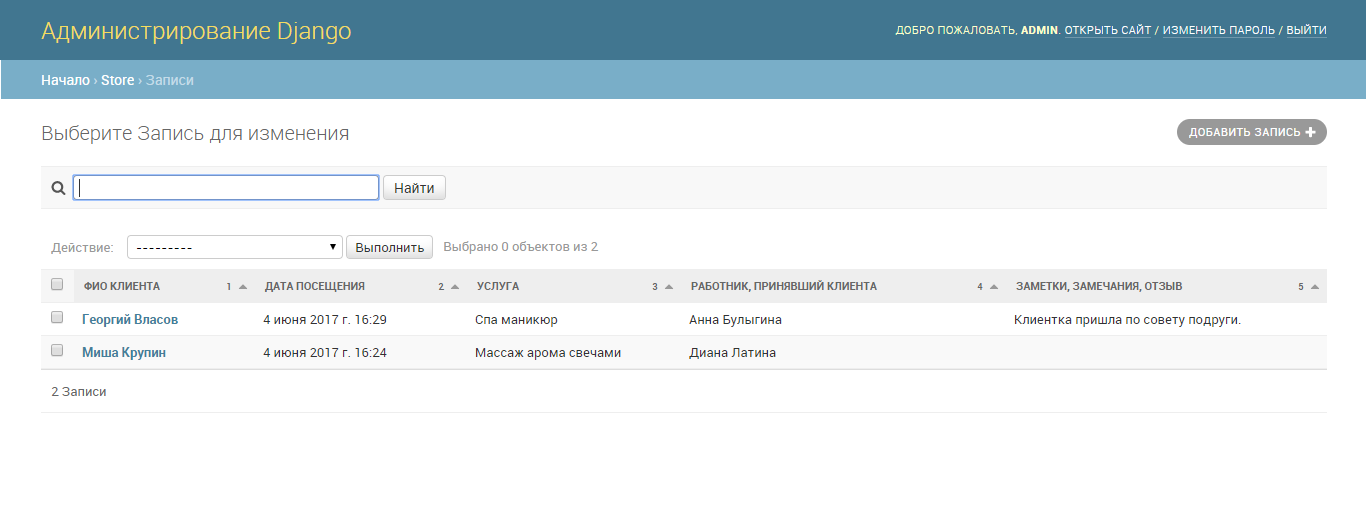 Администрирование Django
ДОБРО ПОЖАЛОВАТЬ, ADMIN. ОТКРЫТЬ САЙТ / ИЗМЕНИТЬ ПАРОЛЬ / ВЫЙТИ
Начало › Store › Записи
Выберите Запись для изменения
ДОБАВИТЬ ЗАПИСЬ +
Найти
Действие: --------- Выполнить Выбрано 0 объектов из 2
ФИО КЛИЕНТА 1 ДАТА ПОСЕЩЕНИЯ 2 УСЛУГА 3 РАБОТНИК, ПРИНЯВШИЙ КЛИЕНТА 4 ЗАМЕТКИ, ЗАМЕЧАНИЯ, ОТЗЫВ 5
Георгий Власов 4 июня 2017 г. 16:29 Спа маникюр Анна Булыгина Клиентка пришла по совету подруги.
Миша Крупин 4 июня 2017 г. 16:24 Массаж арома свечами Диана Латина
2 Записи